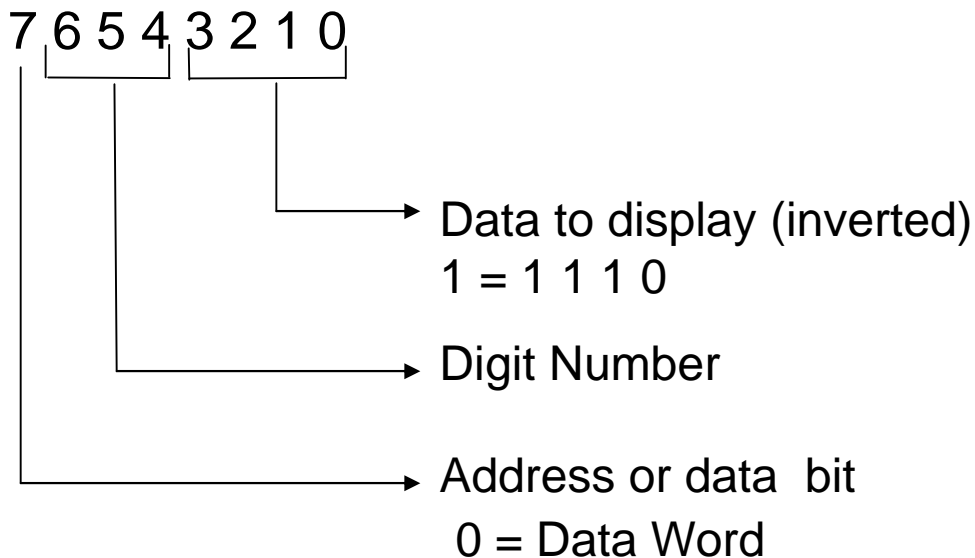 7 6 5 4 3 2 1 0
Data to display (inverted)
1 = 1 1 1 0
Digit Number
Address or data bit
0 = Data Word